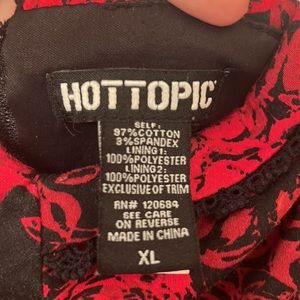 HOTTOPIC
SELF:
97%COTTON
3%SPANDEX
LINING1:
100%POLYESTER
LINING2:
100%POLYESTER
EXCLUSIVE OF TRIM
RN# 120684
SEE CARE
ON REVERSE
MADE IN CHINA
XL